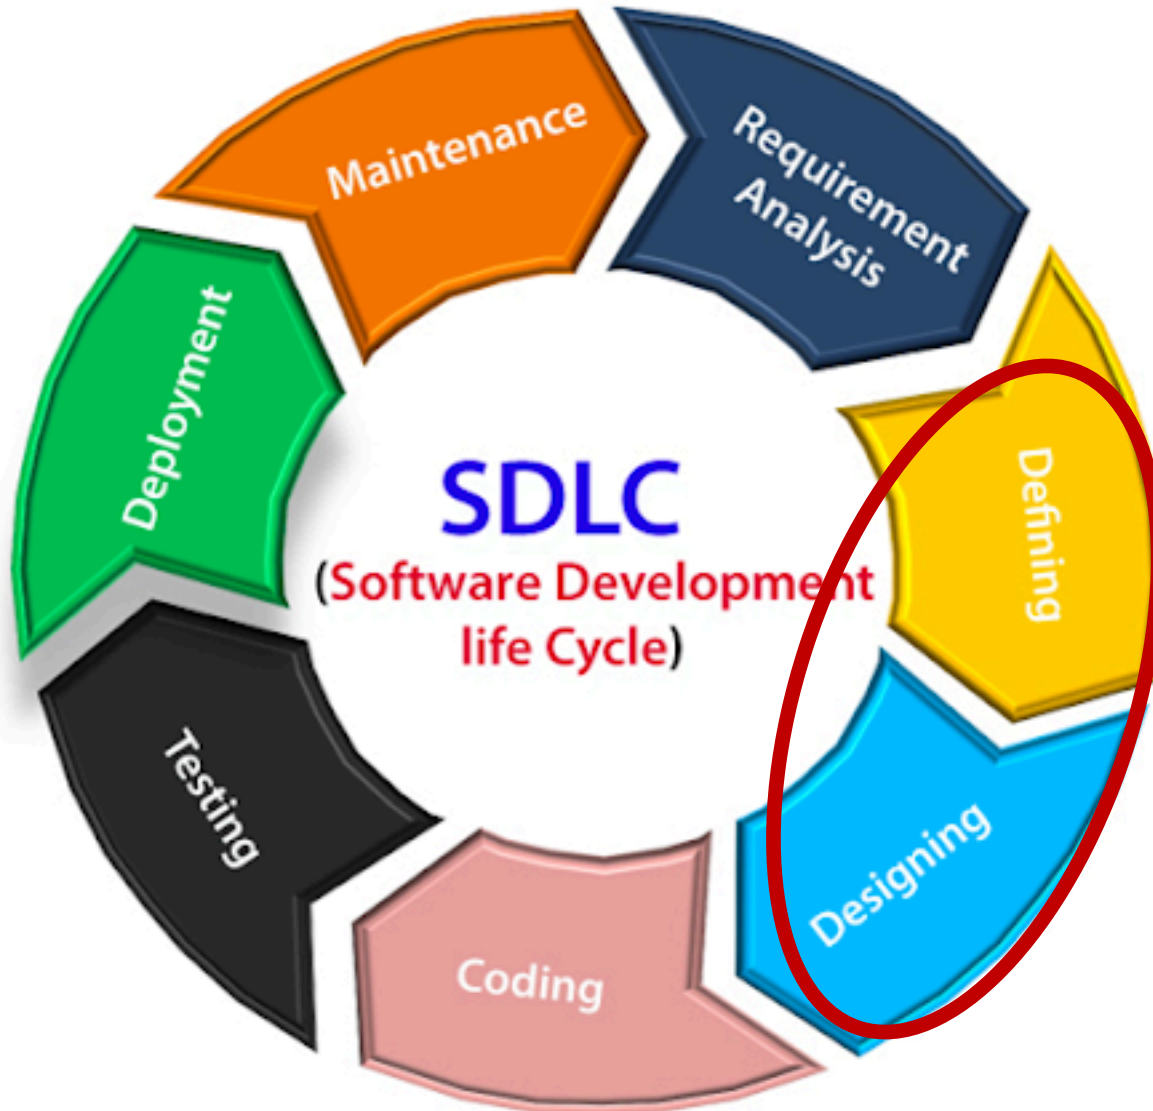 Maintenance
Requirement
Analysis
Defining
Designing
Coding
Testing
Deployment
SDLC
(Software Development
life Cycle)